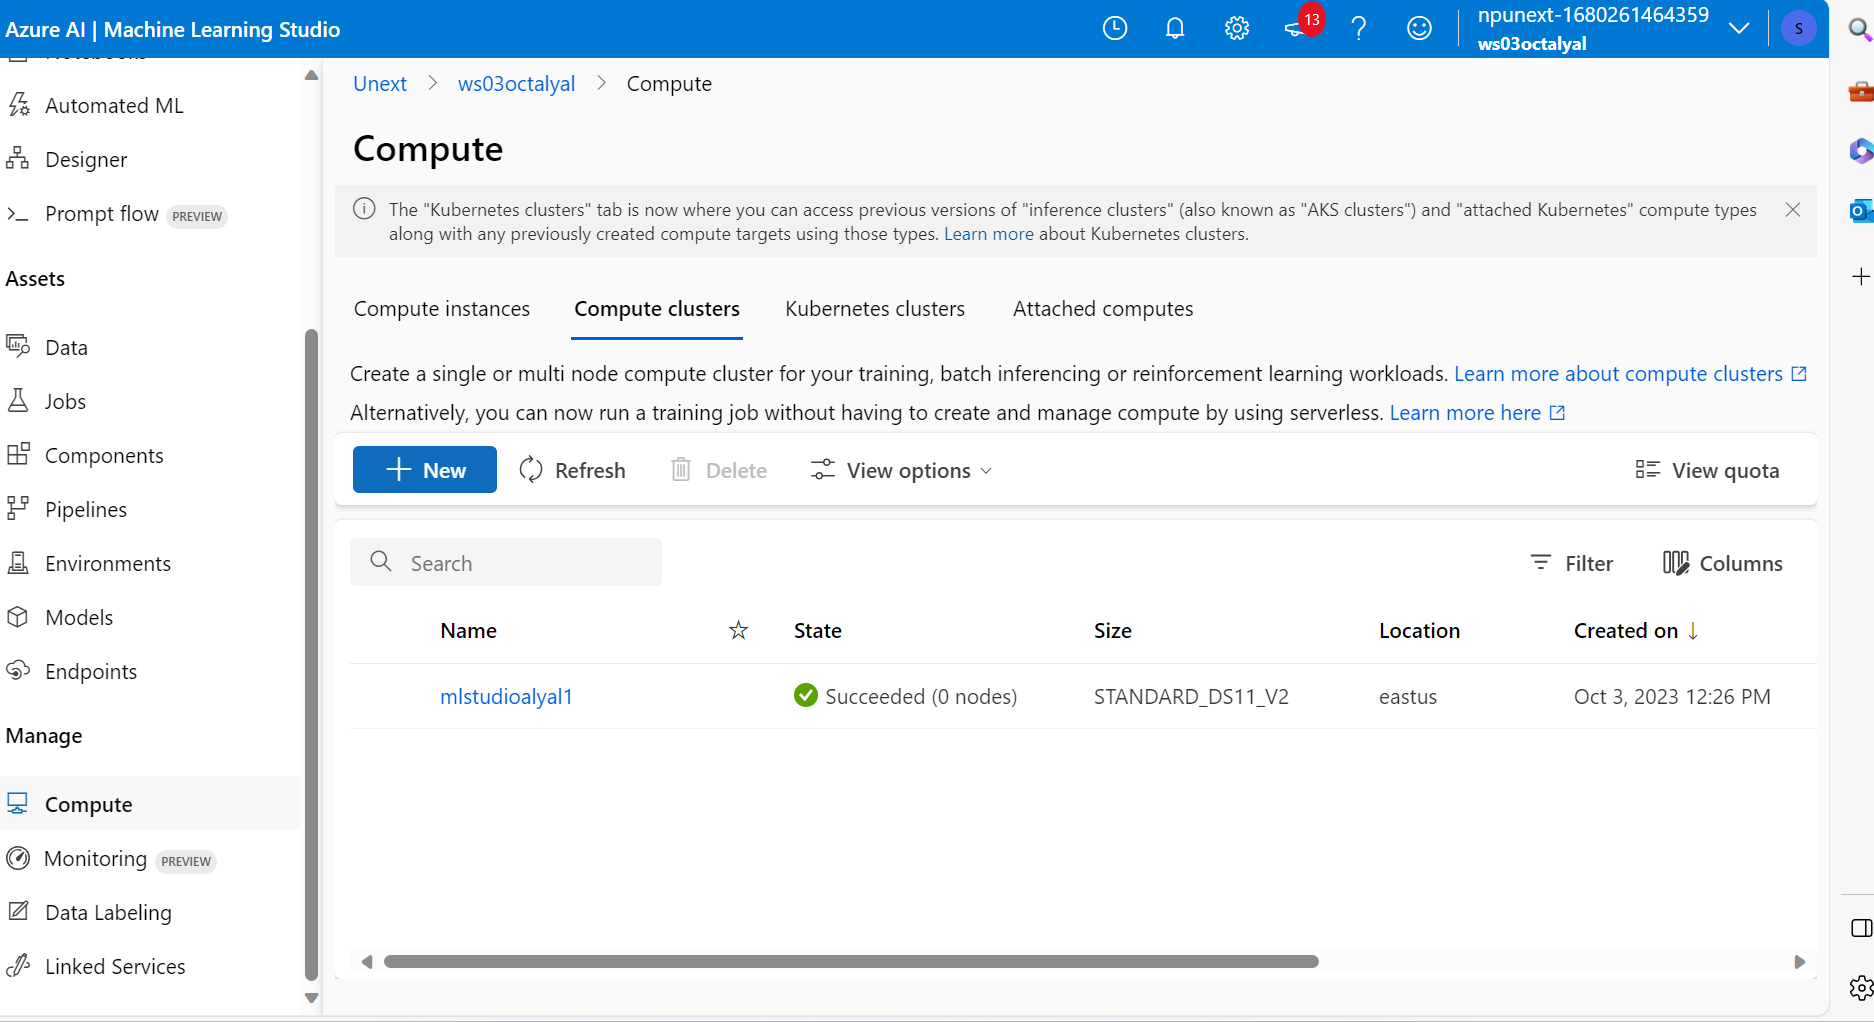 Azure AI | Machine Learning Studio
13
npunext-1680261464359
ws03octalyal
S
Automated ML
Designer
Prompt flow PREVIEW
Assets
Data
Jobs
Components
Pipelines
Environments
Models
Endpoints
Manage
Compute
Monitoring PREVIEW
Data Labeling
Linked Services
Unext > ws03octalyal > Compute
Compute
The "Kubernetes clusters" tab is now where you can access previous versions of "inference clusters" (also known as "AKS clusters") and "attached Kubernetes" compute types
along with any previously created compute targets using those types. Learn more about Kubernetes clusters.
Compute instances Compute clusters Kubernetes clusters Attached computes
Create a single or multi node compute cluster for your training, batch inferencing or reinforcement learning workloads. Learn more about compute clusters
Alternatively, you can now run a training job without having to create and manage compute by using serverless. Learn more here
New Refresh Delete View options View quota
Search Filter Columns
Name State Size Location Created on ↓
mlstudioalyal1 Succeeded (0 nodes) STANDARD_DS11_V2 eastus Oct 3, 2023 12:26 PM